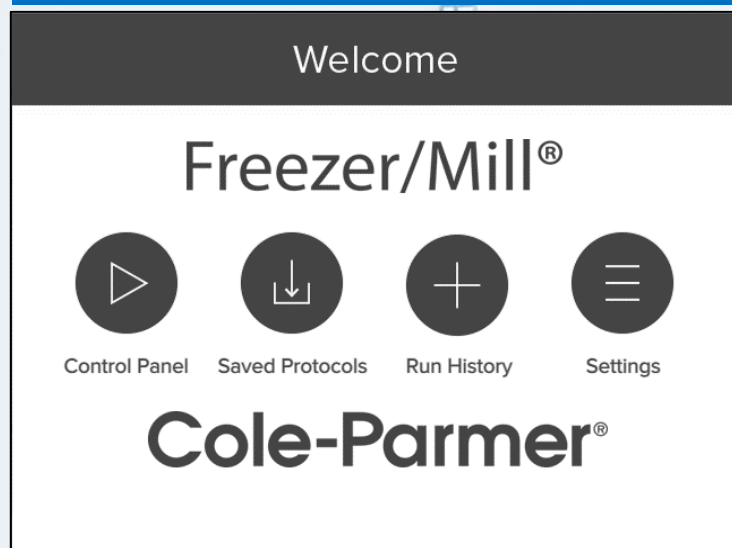 Welcome
Freezer/Mill®
Control Panel Saved Protocols Run History Settings
Cole-Parmer®